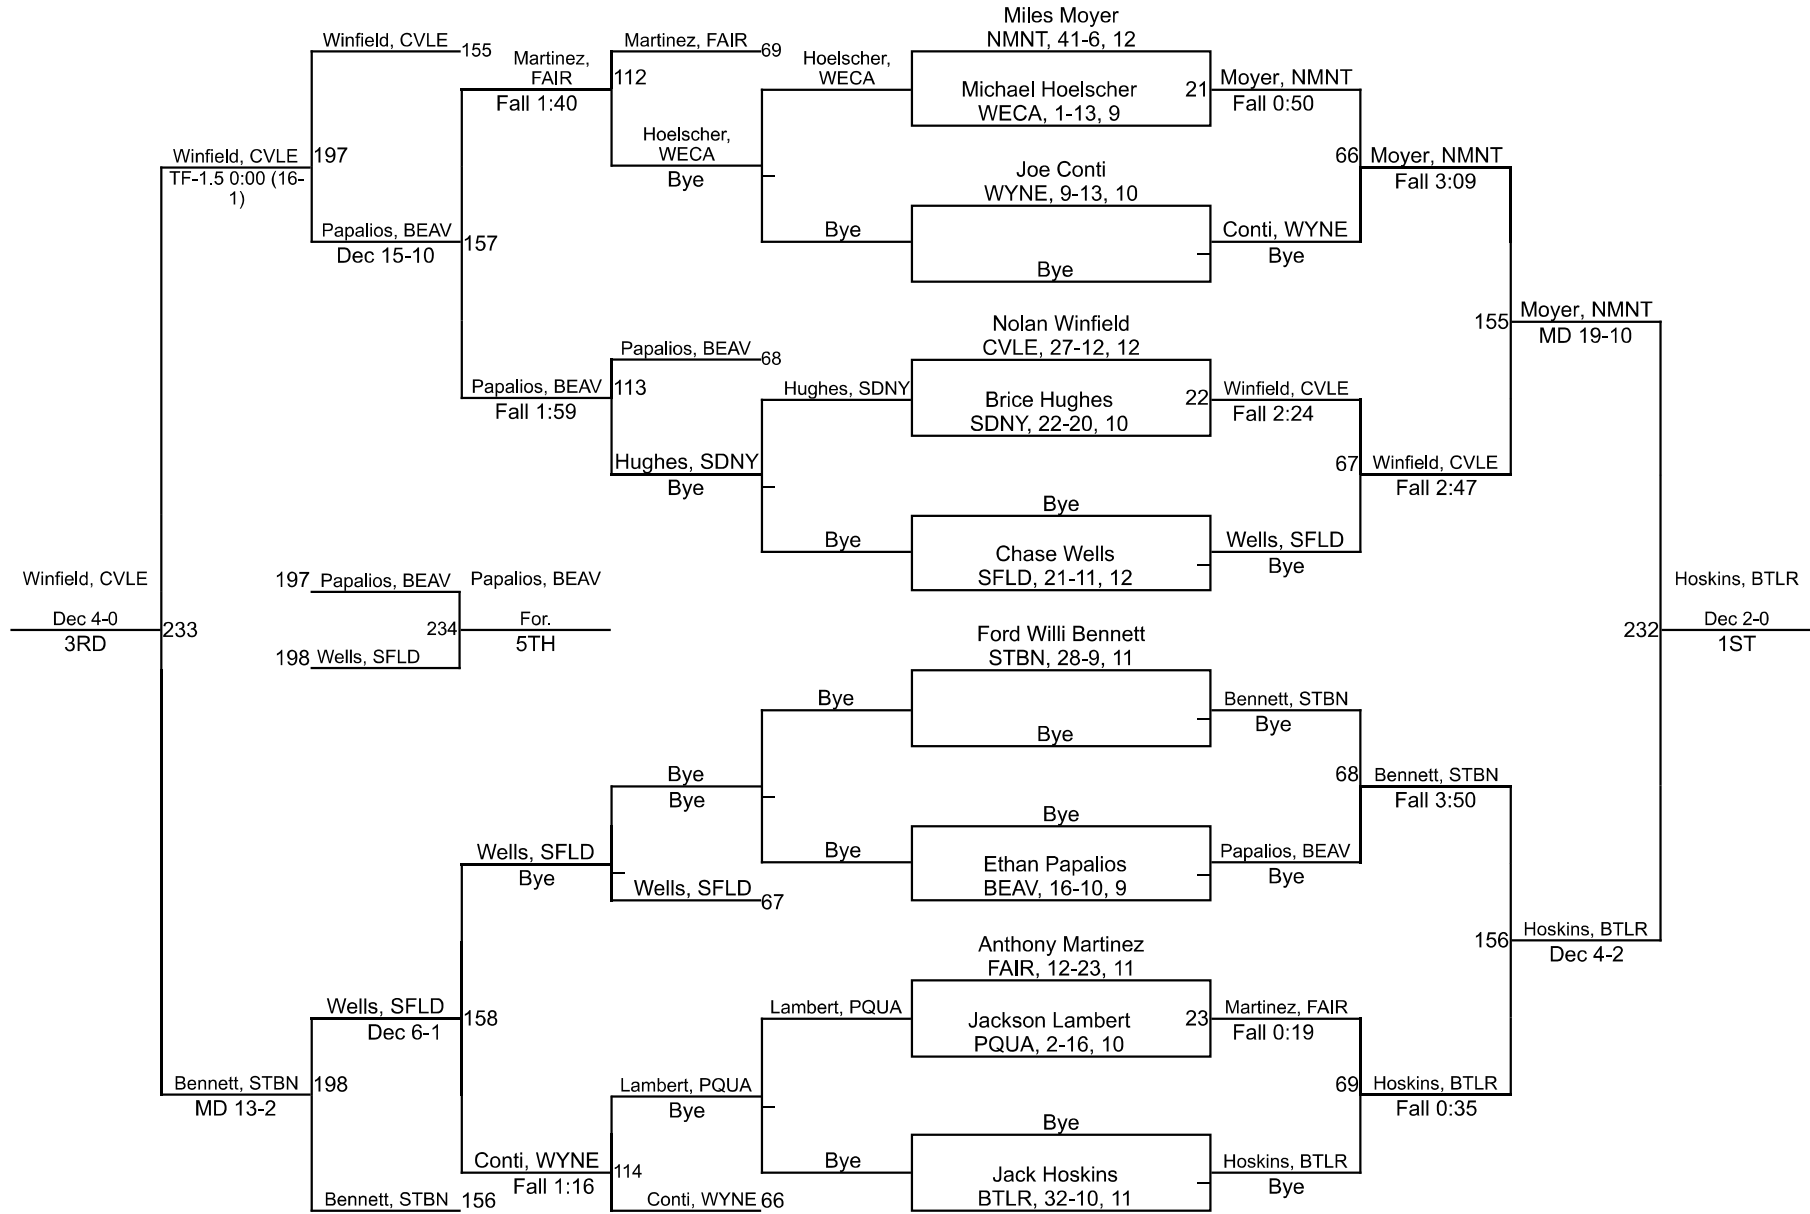 Miles Moyer
NMNT, 41-6, 12
Michael Hoelscher
WECA, 1-13, 9
21
Joe Conti
WYNE, 9-13, 10
Bye
Nolan Winfield
CVLE, 27-12, 12
Brice Hughes
SDNY, 22-20, 10
22
Bye
Chase Wells
SFLD, 21-11, 12
Ford Willi Bennett
STBN, 28-9, 11
Bye
Bye
Ethan Papalios
BEAV, 16-10, 9
Anthony Martinez
FAIR, 12-23, 11
Jackson Lambert
PQUA, 2-16, 10
23
Bye
Jack Hoskins
BTLR, 32-10, 11
Moyer, NMNT
Fall 0:50
66
Conti, WYNE
Bye
Winfield, CVLE
Fall 2:24
67
Wells, SFLD
Bye
Bennett, STBN
Bye
68
Papalios, BEAV
Bye
Martinez, FAIR
Fall 0:19
69
Hoskins, BTLR
Bye
Moyer, NMNT
Fall 3:09
155
Winfield, CVLE
Fall 2:47
Bennett, STBN
Fall 3:50
156
Hoskins, BTLR
Fall 0:35
Moyer, NMNT
MD 19-10
232
Hoskins, BTLR
Dec 4-2
Hoskins, BTLR
Dec 2-0
1ST
Hoelscher,
WECA
Bye
Hughes, SDNY
Bye
Bye
Bye
Lambert, PQUA
Bye
Martinez, FAIR
69
112
Hoelscher,
WECA
Bye
Papalios, BEAV
68
113
Hughes, SDNY
Bye
Bye
Bye
Wells, SFLD
67
Lambert, PQUA
Bye
114
Conti, WYNE
66
Martinez,
FAIR
Fall 1:40
157
Papalios, BEAV
Fall 1:59
Wells, SFLD
Bye
158
Conti, WYNE
Fall 1:16
Winfield, CVLE
155
197
Papalios, BEAV
Dec 15-10
Wells, SFLD
Dec 6-1
198
Bennett, STBN
156
Winfield, CVLE
TF-1.5 0:00 (16-
1)
233
Bennett, STBN
MD 13-2
Winfield, CVLE
Dec 4-0
3RD
197
Papalios, BEAV
234
198
Wells, SFLD
Papalios, BEAV
For.
5TH